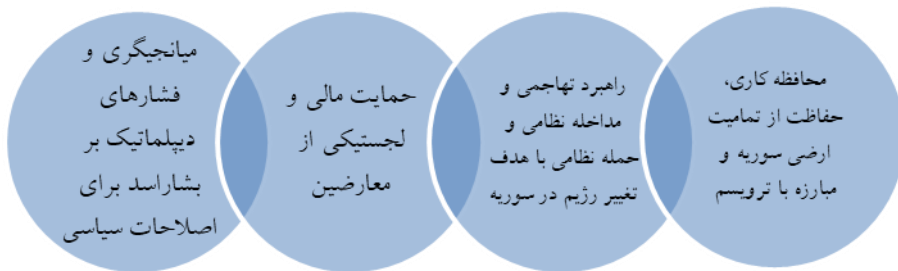 میانجیگری و
فشارهای
دیپلماتیک بر
بشاراسد برای
اصلاحات سیاسی
حمایت مالی و
لجستیکی از
معارضین
راهبرد تهاجمی و
مداخله نظامی و
حمله نظامی با هدف
تغییر رژیم در سوریه
محافظه کاری،
حفاظت از تمامیت
ارضی سوریه و
مبارزه با ترویسم